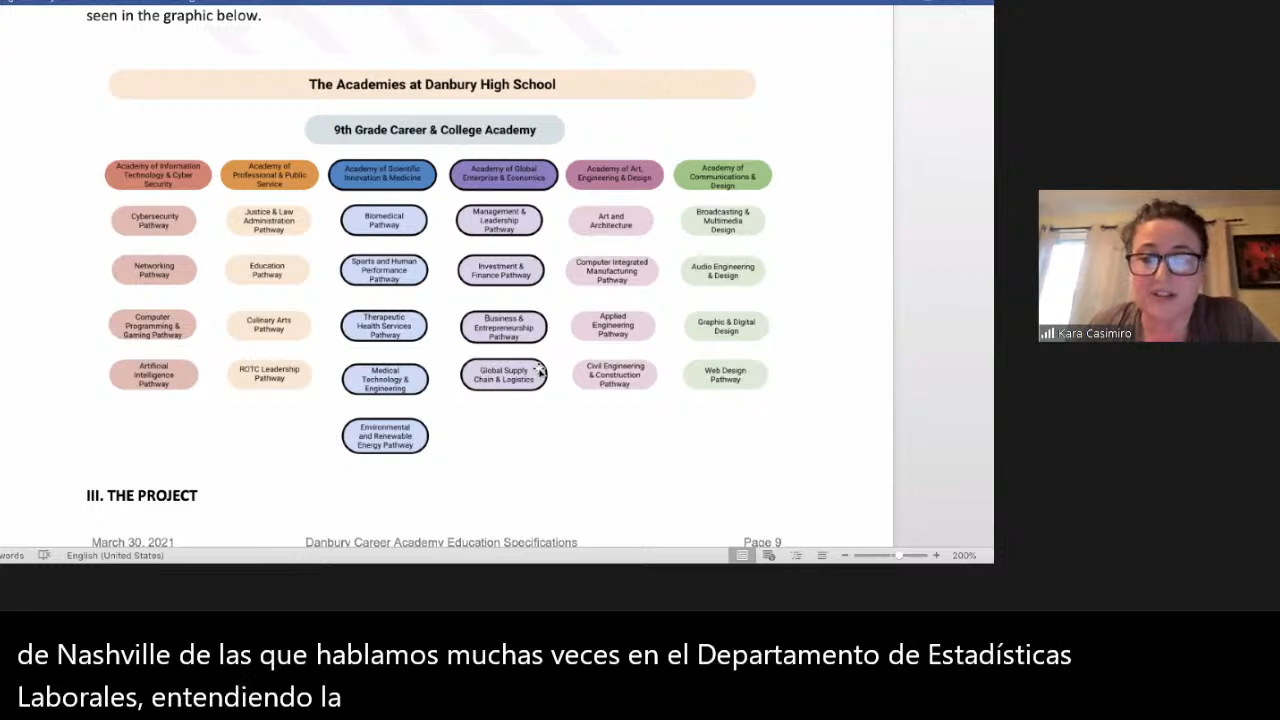 seen in the graphic below.
The Academies at Danbury High School
9th Grade Career & College Academy
Academy of Information
Technology & Cyber
Security
Academy of
Professional & Public
Service
Academy of Scientific
Innovation & Medicine
Academy of Global
Enterprise & Economics
Academy of Art,
Engineering & Design
Academy of
Communications &
Design
Cybersecurity
Pathway
Justice & Law
Administration
Pathway
Biomedical
Pathway
Management &
Leadership
Pathway
Art and
Architecture
Broadcasting &
Multimedia
Design
Networking
Pathway
Education
Pathway
Sports and Human
Performance
Pathway
Investment &
Finance Pathway
Computer Integrated
Manufacturing
Pathway
Audio Engineering
& Design
Computer
Programming &
Gaming Pathway
Culinary Arts
Pathway
Therapeutic
Health Services
Pathway
Business &
Entrepreneurship
Pathway
Applied
Engineering
Pathway
Graphic & Digital
Design
Artificial
Intelligence
Pathway
ROTC Leadership
Pathway
Medical
Technology &
Engineering
Global Supply
Chain & Logistics
Civil Engineering
& Construction
Pathway
Web Design
Pathway
Environmental
and Renewable
Energy Pathway
III. THE PROJECT
March 30, 2021 Danbury Career Academy Education Specifications Page 9
words English (United States) 200%
Kara Casimiro
de Nashville de las que hablamos muchas veces en el Departamento de Estadísticas
Laborales, entendiendo la